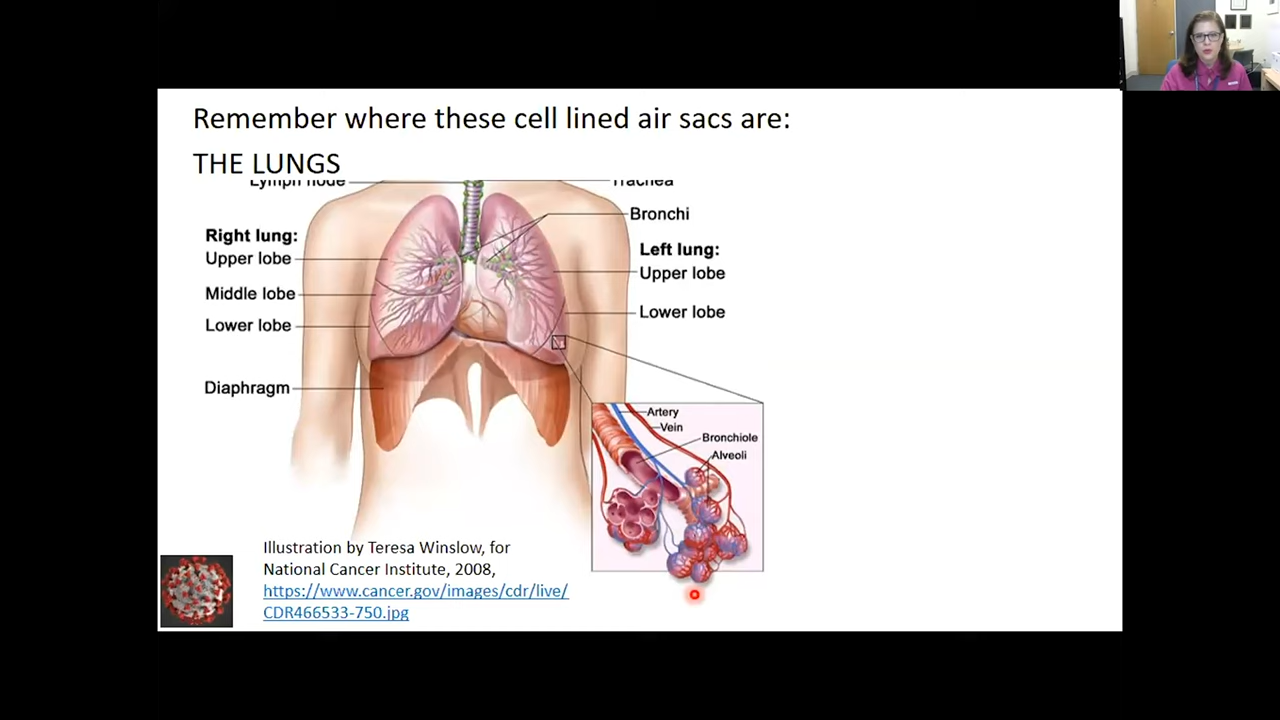 Remember where these cell lined air sacs are:
THE LUNGS
Lymph node
Trachea
Bronchi
Right lung:
Upper lobe
Middle lobe
Lower lobe
Left lung:
Upper lobe
Lower lobe
Diaphragm
Artery
Vein
Bronchiole
Alveoli
Illustration by Teresa Winslow, for
National Cancer Institute, 2008,
https://www.cancer.gov/images/cdr/live/
CDR466533-750.jpg